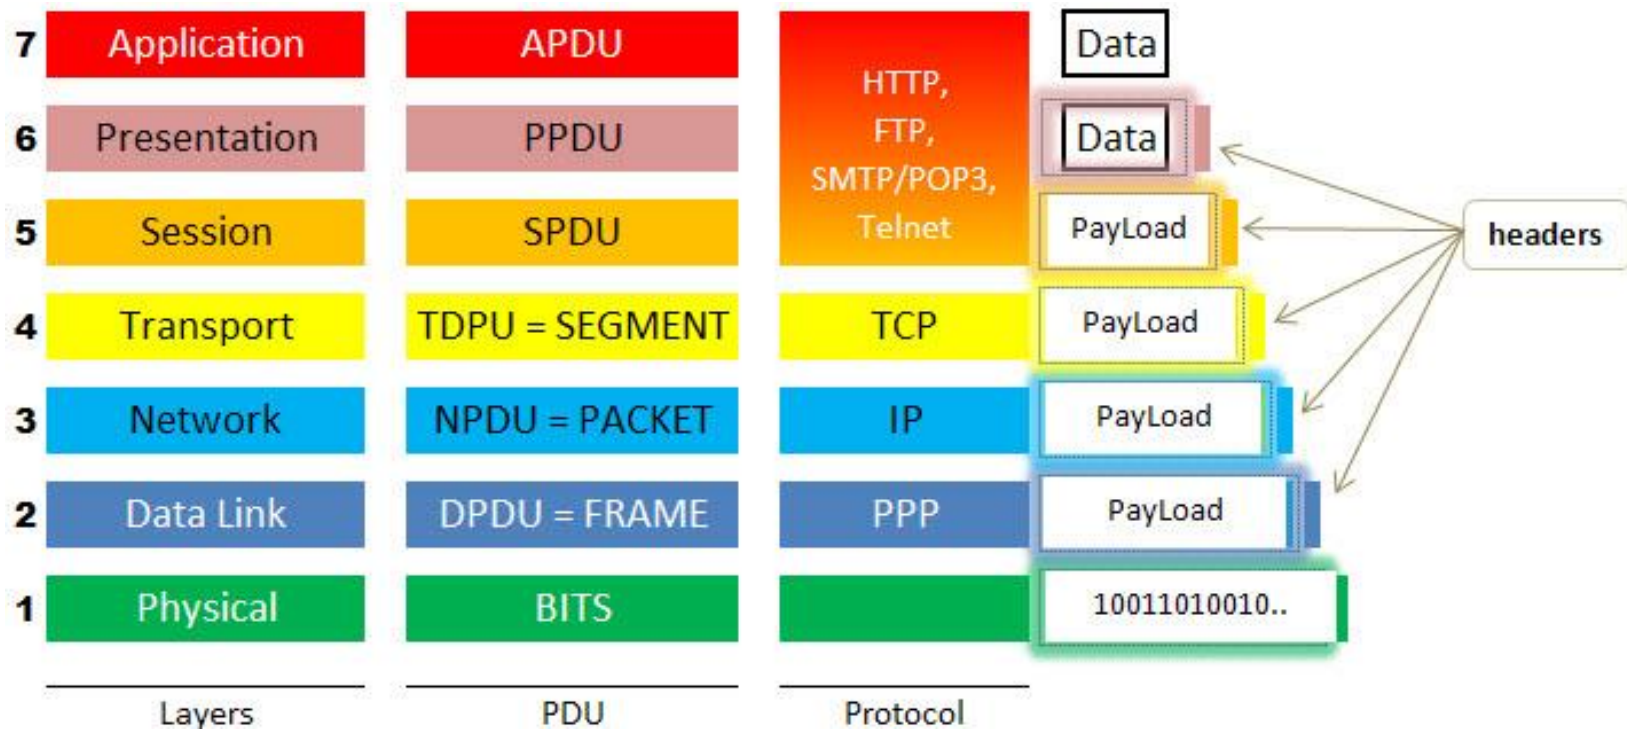 7 Application APDU Data
HTTP,
6 Presentation PPDU FTP, Data
SMTP/POP3,
5 Session SPDU Telnet PayLoad headers
4 Transport TDPU = SEGMENT TCP PayLoad
3 Network NPDU = PACKET IP PayLoad
2 Data Link DPDU = FRAME PPP PayLoad
1 Physical BITS 10011010010..
Layers PDU Protocol